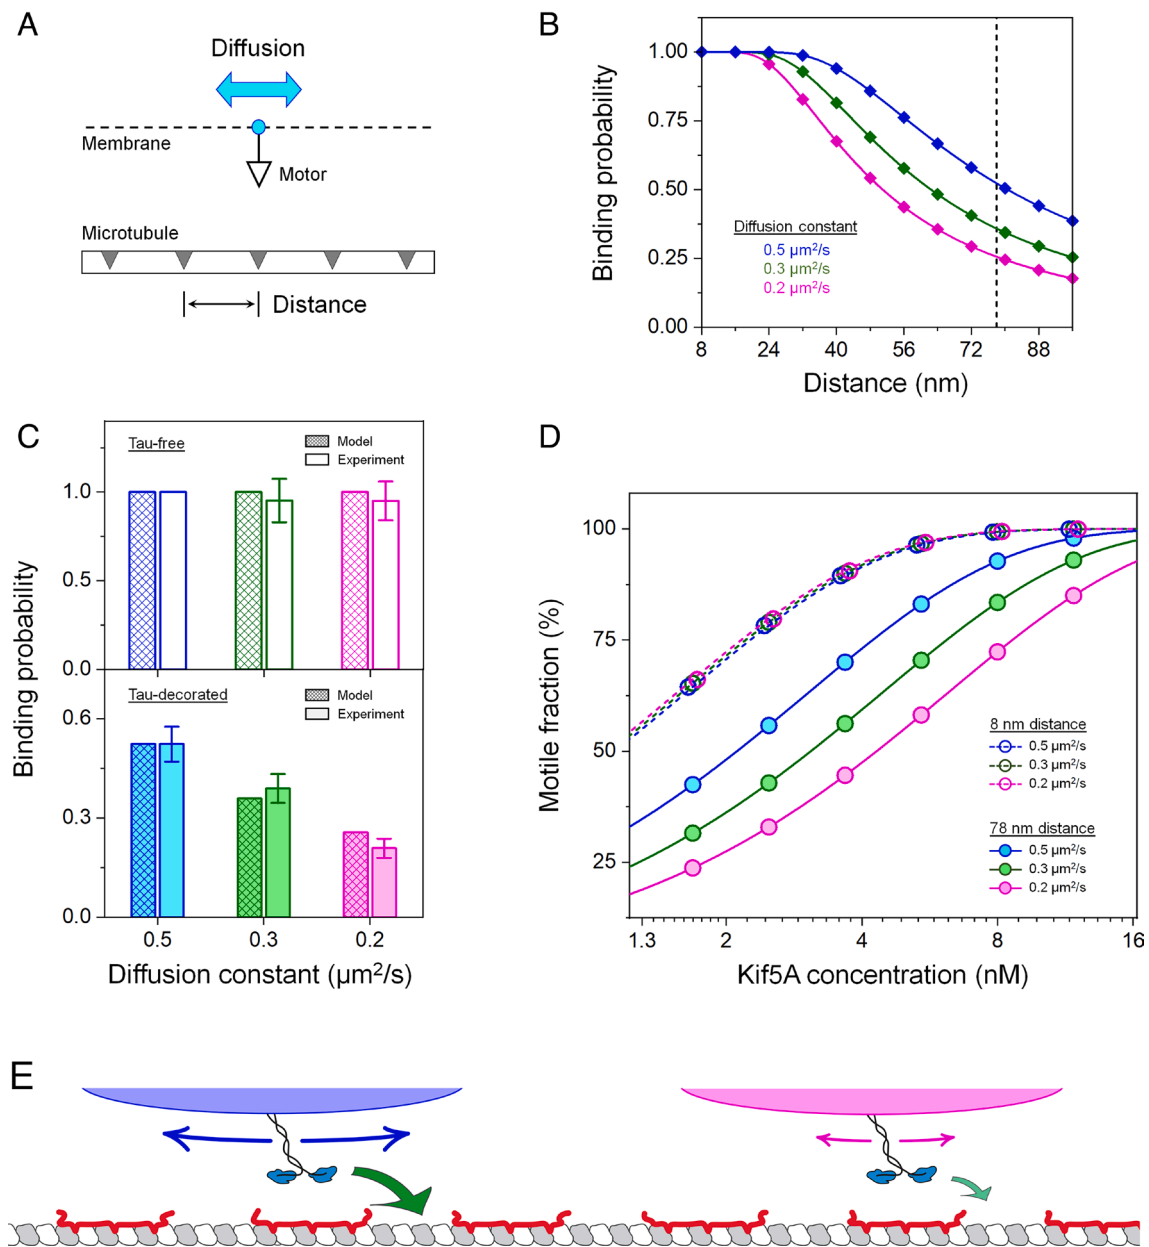 A
Diffusion
Membrane
Motor
Microtubule
Distance
B
Binding probability
1.00
0.75
0.50
0.25
0.00
Diffusion constant
0.5 µm²/s
0.3 µm²/s
0.2 µm²/s
8
24
40
56
72
88
Distance (nm)
C
Binding probability
Tau-free
Model
Experiment
1.0
0.5
0.0
Tau-decorated
Model
Experiment
0.6
0.3
0.0
0.5
0.3
0.2
Diffusion constant (µm²/s)
D
Motile fraction (%)
100
75
50
25
8 nm distance
0.5 µm²/s
0.3 µm²/s
0.2 µm²/s
78 nm distance
0.5 µm²/s
0.3 µm²/s
0.2 µm²/s
1.3
2
4
8
16
Kif5A concentration (nM)
E